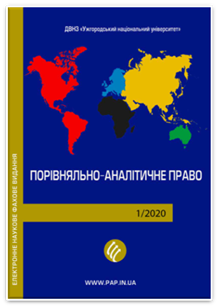 ДВНЗ «Ужгородський національний університет»
ПОРІВНЯЛЬНО-АНАЛІТИЧНЕ ПРАВО
1/2020
ЕЛЕКТРОННЕ НАУКОВЕ ФАХОВЕ ВИДАННЯ
WWW.PAP.IN.UA